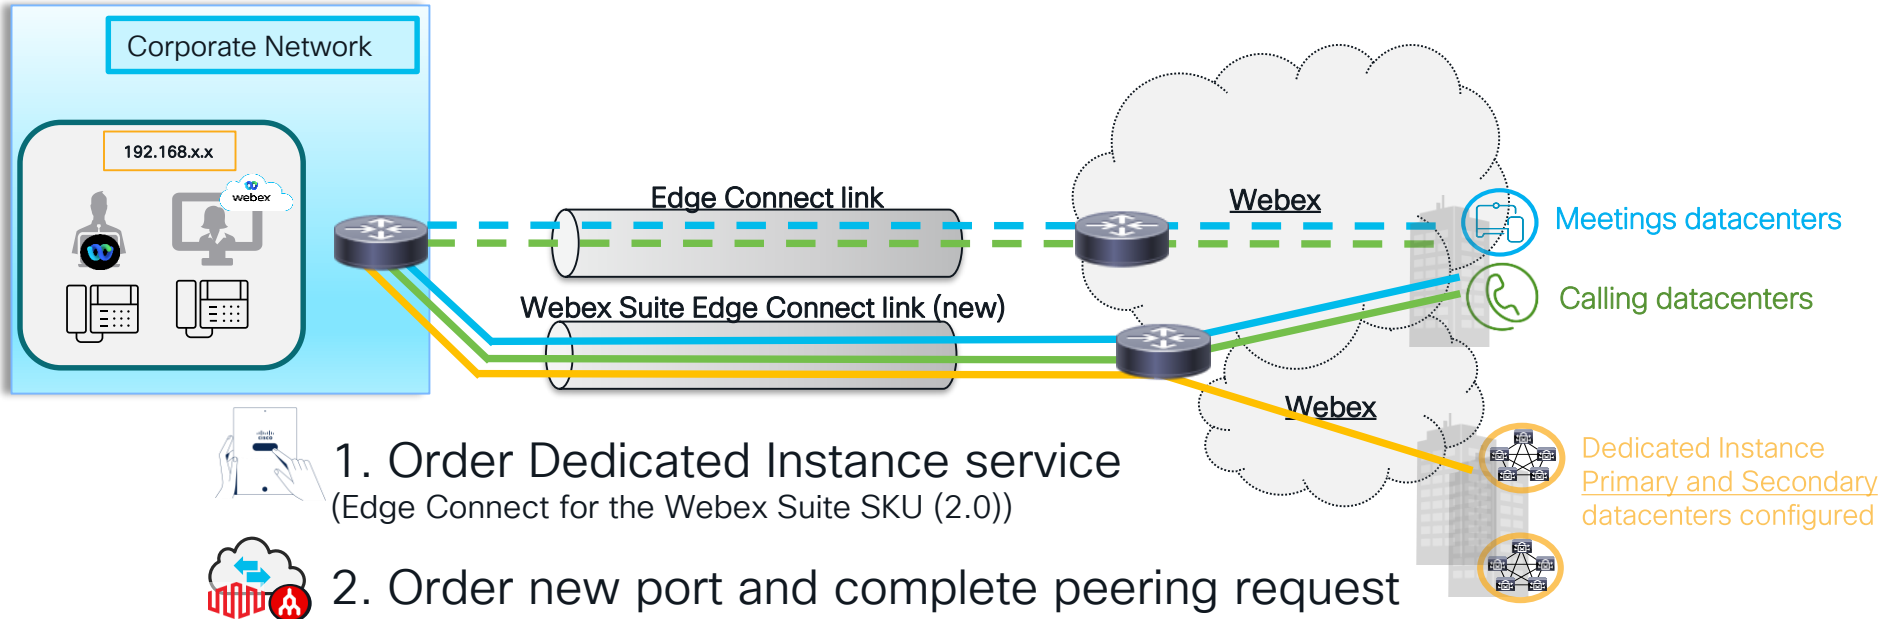 Corporate Network
192.168.x.x
webex
Edge Connect link
Webex
Meetings datacenters
Webex Suite Edge Connect link (new)
Calling datacenters
Webex
Dedicated Instance
Primary and Secondary
datacenters configured
1. Order Dedicated Instance service
(Edge Connect for the Webex Suite SKU (2.0))
2. Order new port and complete peering request